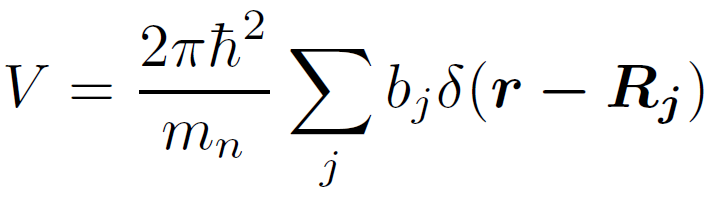 V = \frac{2\pi\hbar^2}{m_n} \sum_j b_j \delta(\boldsymbol{r} - \boldsymbol{R_j})